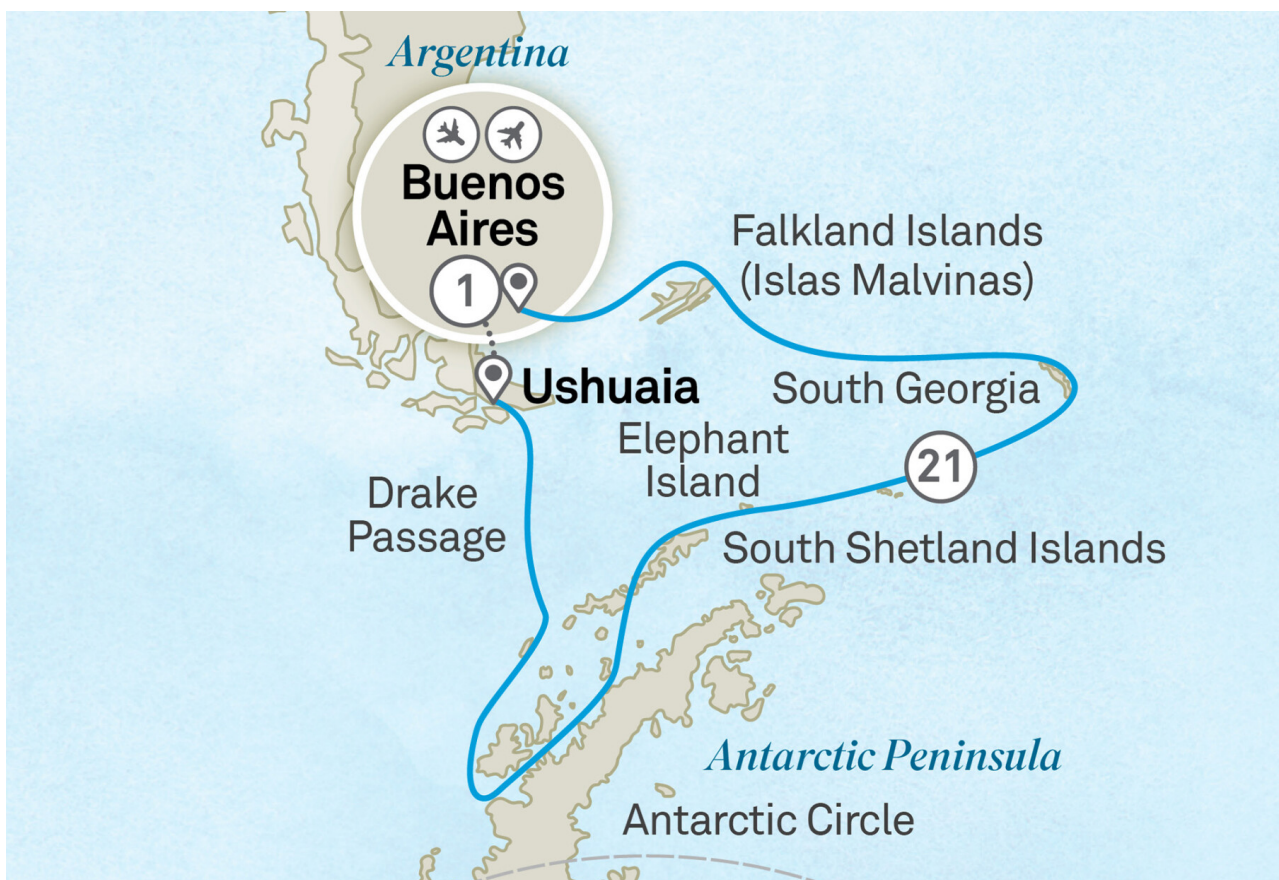 Argentina
Buenos
Aires
1
Falkland Islands
(Islas Malvinas)
Ushuaia
South Georgia
Elephant
Island
21
Drake
Passage
South Shetland Islands
Antarctic Peninsula
Antarctic Circle